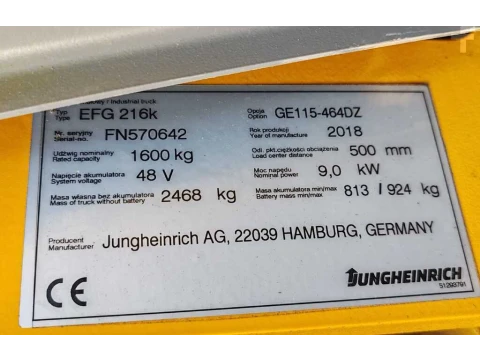 / Industrial truck
Typ
Type EFG 216k
Opcja
Option GE115-464DZ
Nr. seryjny
Serial-no. FN570642
Rok produkcji
Year of manufacture 2018
Udźwig nominalny
Rated capacity 1600 kg
Odl. pkt.ciężkości obciążenia
Load center distance 500 mm
Napięcie akumulatora
System voltage 48 V
Moc napędu
Nominal power 9,0 kW
Masa własna bez akumulatora
Mass of truck without battery 2468 kg
Masa akumulatora min/max
Battery mass min/max 813 / 924 kg
Producent
Manufacturer Jungheinrich AG, 22039 HAMBURG, GERMANY
CE
JUNGHEINRICH
51293791